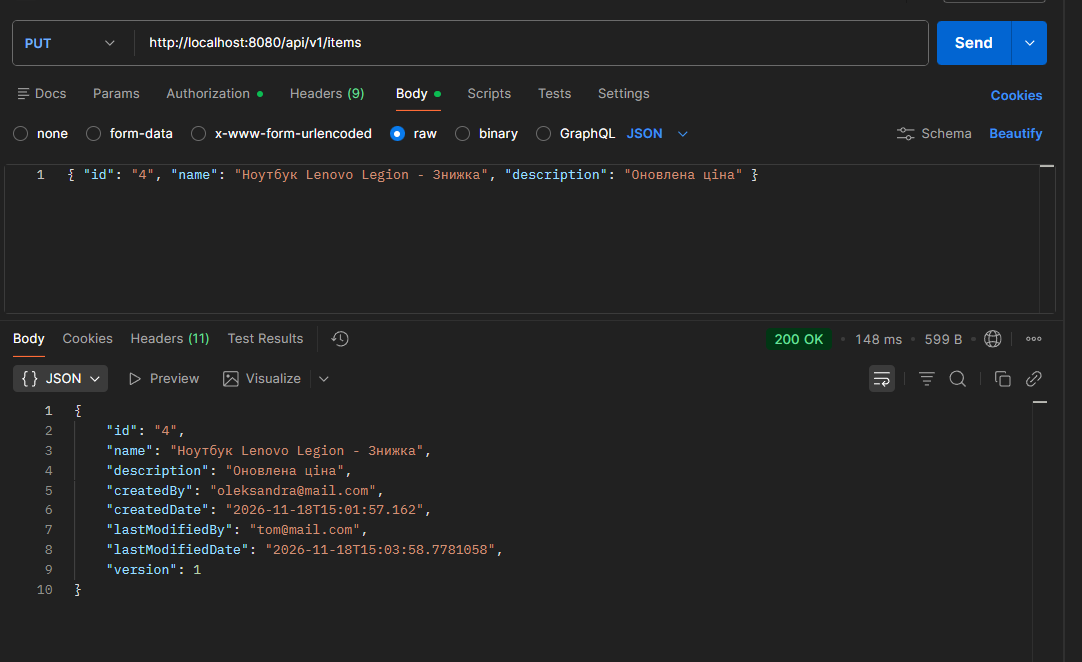 PUT http://localhost:8080/api/v1/items Send
Docs Params Authorization Headers (9) Body Scripts Tests Settings Cookies
none form-data x-www-form-urlencoded raw binary GraphQL JSON Schema Beautify
1 { "id": "4", "name": "Ноутбук Lenovo Legion - Знижка", "description": "Оновлена ціна" }
Body Cookies Headers (11) Test Results 200 OK 148 ms 599 B
{} JSON Preview Visualize
1 {
2 "id": "4",
3 "name": "Ноутбук Lenovo Legion - Знижка",
4 "description": "Оновлена ціна",
5 "createdBy": "oleksandra@mail.com",
6 "createdDate": "2026-11-18T15:01:57.162",
7 "lastModifiedBy": "tom@mail.com",
8 "lastModifiedDate": "2026-11-18T15:03:58.7781058",
9 "version": 1
10 }